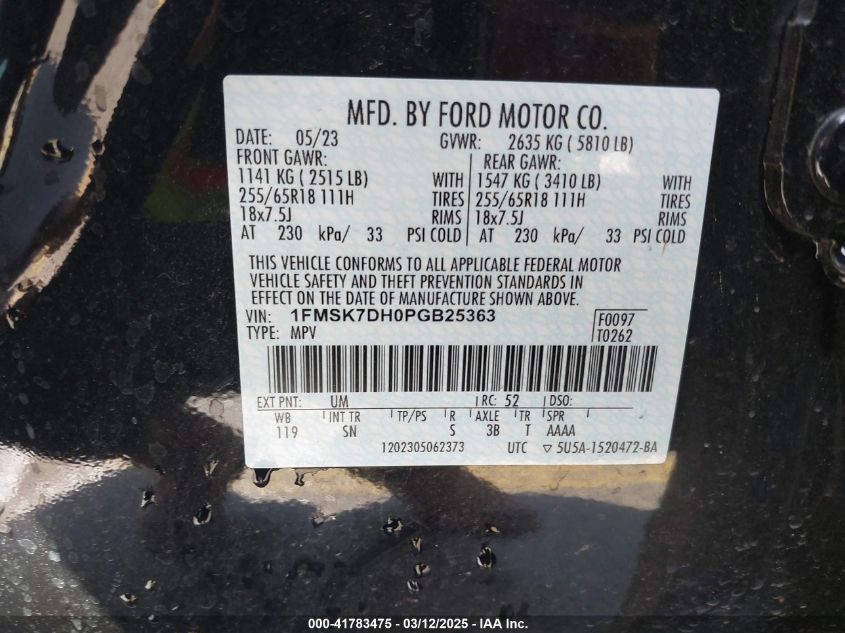 MFD. BY FORD MOTOR CO.
DATE: 05/23 GVWR: 2635 KG ( 5810 LB)
FRONT GAWR: REAR GAWR:
1141 KG ( 2515 LB) WITH 1547 KG ( 3410 LB) WITH
255/65R18 111H TIRES 255/65R18 111H TIRES
18x7.5J RIMS 18x7.5J RIMS
AT 230 kPa/ 33 PSI COLD AT 230 kPa/ 33 PSI COLD
THIS VEHICLE CONFORMS TO ALL APPLICABLE FEDERAL MOTOR
VEHICLE SAFETY AND THEFT PREVENTION STANDARDS IN
EFFECT ON THE DATE OF MANUFACTURE SHOWN ABOVE.
VIN: 1FMSK7DH0PGB25363 F0097
TYPE: MPV T0262
EXT PNT: UM RC: 52 DSO:
WB INT TR TP/PS R AXLE TR SPR
119 SN S 3B T AAAA
1202305062373 UTC ▽ 5U5A-1520472-BA
000-41783475 - 03/12/2025 - Copyright © 2025 IAA, Inc.